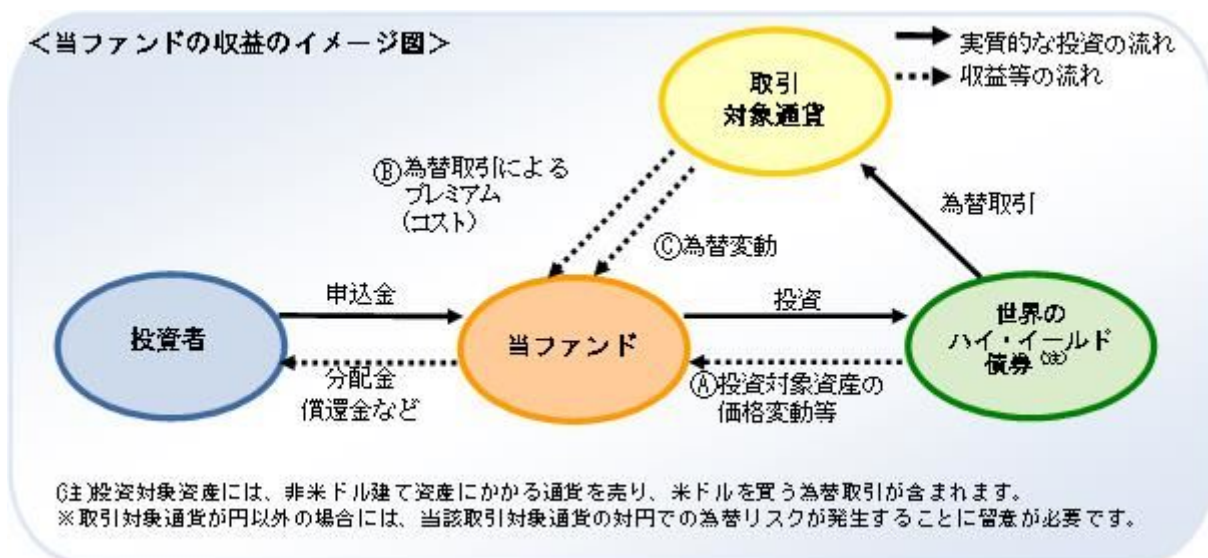 ＜当ファンドの収益のイメージ図＞
実質的な投資の流れ
収益等の流れ
取引
対象通貨
Ⓑ為替取引による
プレミアム
(コスト)
為替取引
Ⓒ為替変動
申込金
投資
投資者
当ファンド
世界の
ハイ・イールド
債券(注)
分配金
償還金など
Ⓐ投資対象資産の
価格変動等
(注)投資対象資産には、非米ドル建て資産にかかる通貨を売り、米ドルを買う為替取引が含まれます。
※取引対象通貨が円以外の場合には、当該取引対象通貨の対円での為替リスクが発生することに留意が必要です。